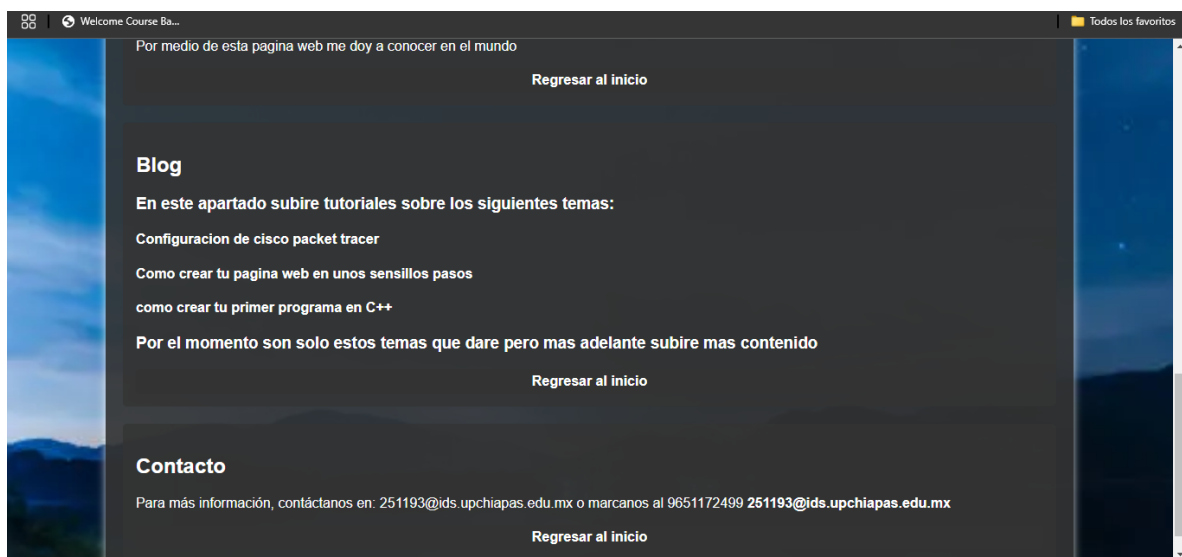 Welcome Course Ba...
Todos los favoritos
Por medio de esta pagina web me doy a conocer en el mundo
Regresar al inicio
Blog
En este apartado subire tutoriales sobre los siguientes temas:
Configuracion de cisco packet tracer
Como crear tu pagina web en unos sensillos pasos
como crear tu primer programa en C++
Por el momento son solo estos temas que dare pero mas adelante subire mas contenido
Regresar al inicio
Contacto
Para más información, contáctanos en: 251193@ids.upchiapas.edu.mx o marcanos al 9651172499 251193@ids.upchiapas.edu.mx
Regresar al inicio